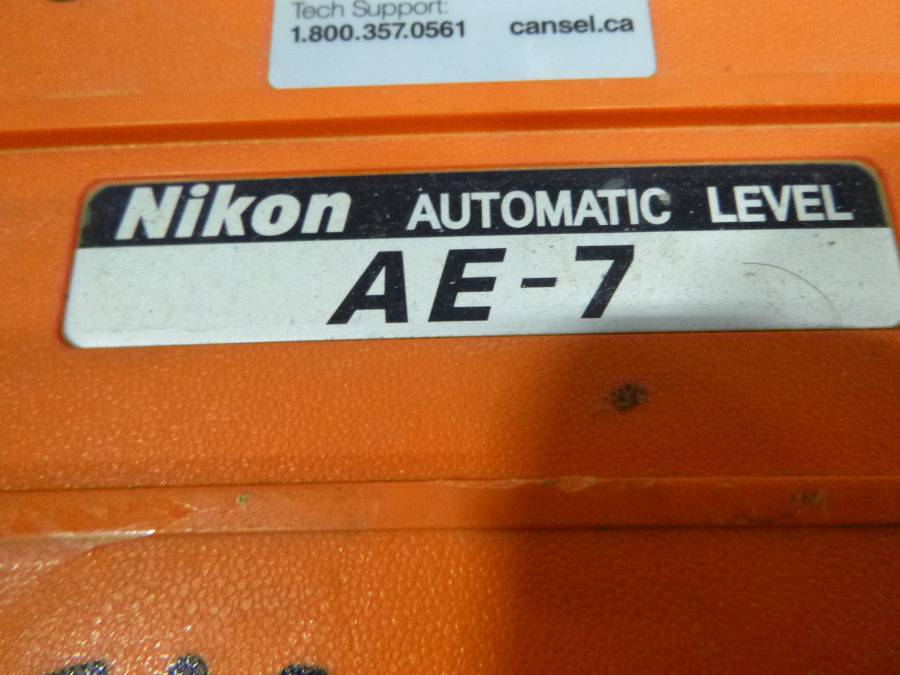 Tech Support:
1.800.357.0561 cansel.ca
Nikon AUTOMATIC LEVEL
AE-7